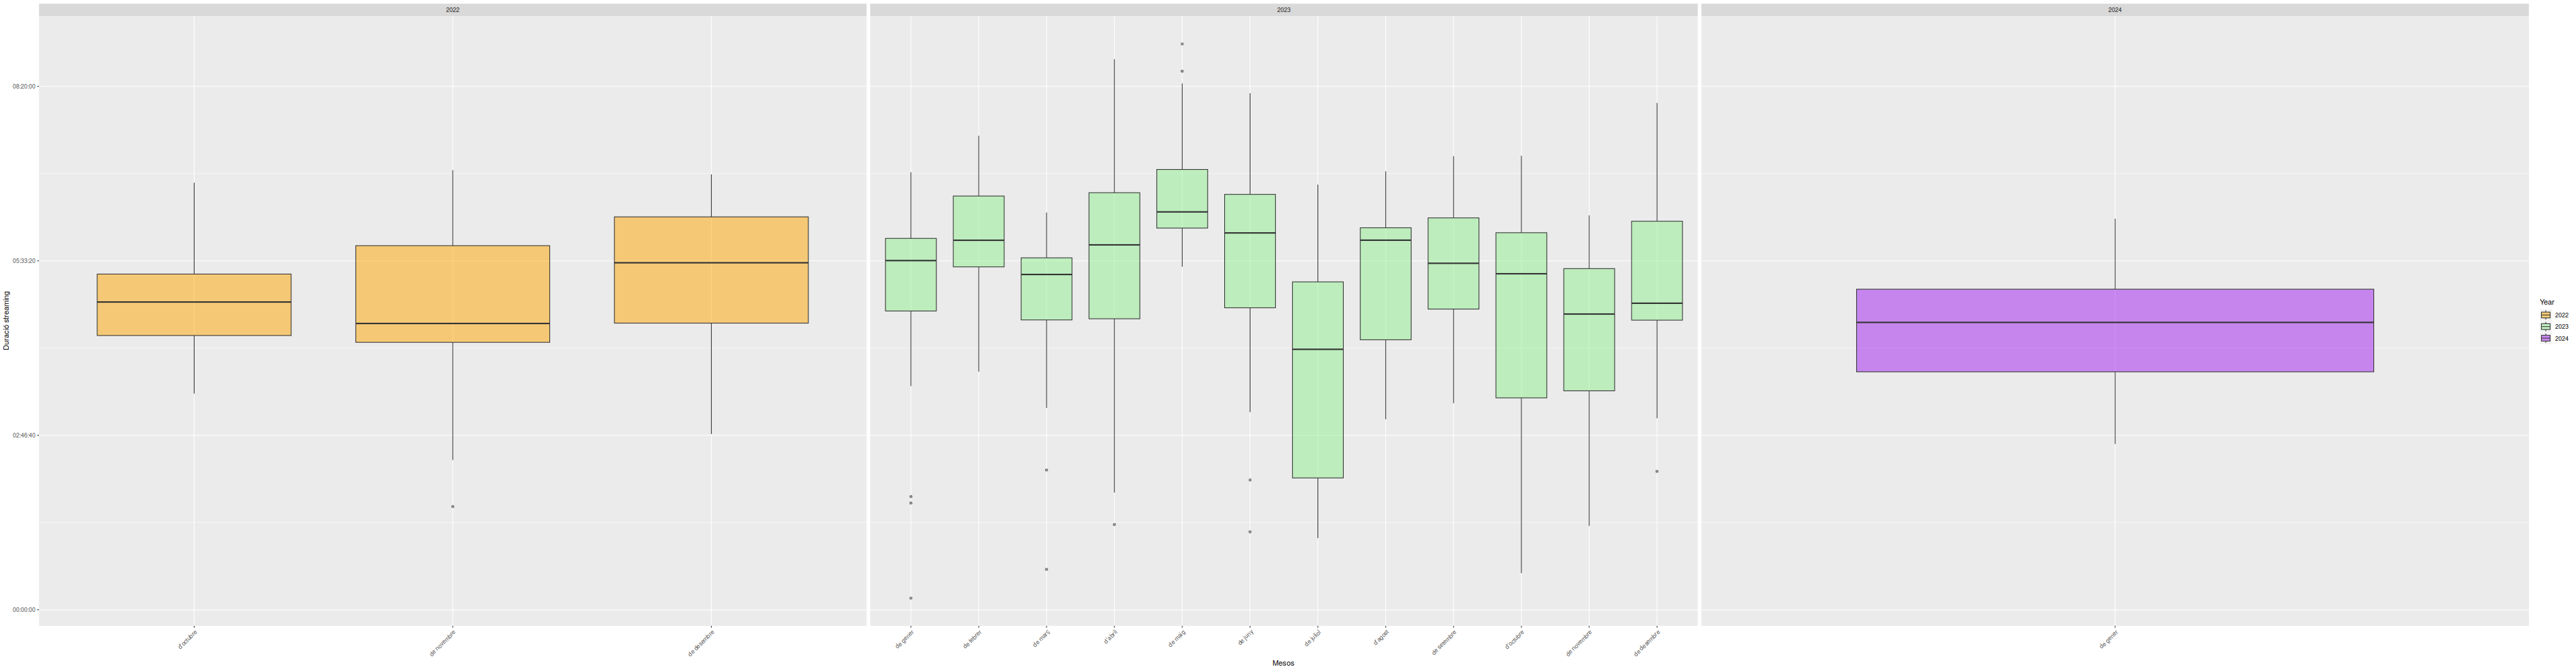 2022
2023
2024
08:20:00
05:33:20
02:46:40
00:00:00
Duració streaming
d'octubre
de novembre
de desembre
de gener
de febrer
de març
d'abril
de maig
de juny
de juliol
d'agost
de setembre
d'octubre
de novembre
de desembre
de gener
Mesos
Year
2022
2023
2024